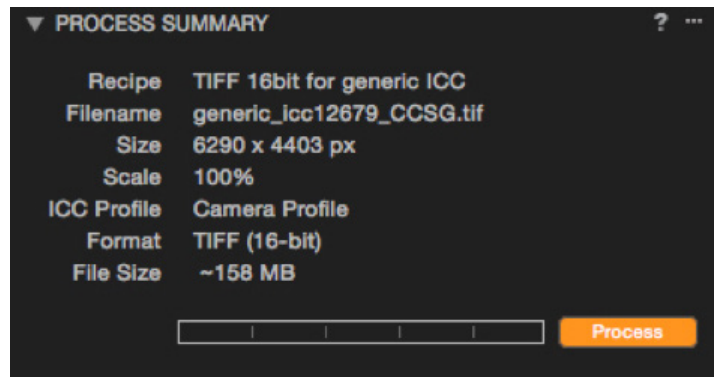 ▼ PROCESS SUMMARY ? ...
Recipe TIFF 16bit for generic ICC
Filename generic_icc12679_CCSG.tif
Size 6290 x 4403 px
Scale 100%
ICC Profile Camera Profile
Format TIFF (16-bit)
File Size ~158 MB
Process